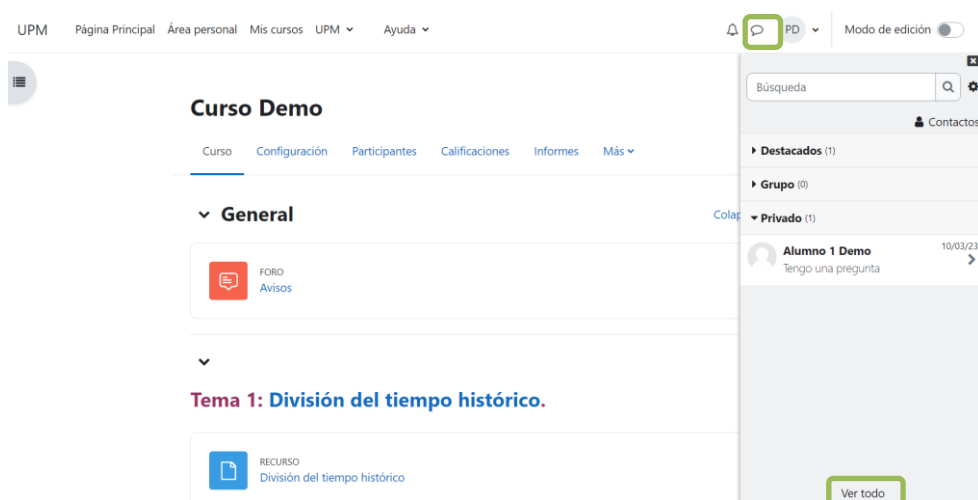 UPM Página Principal Área personal Mis cursos UPM Ayuda PD Modo de edición
Búsqueda
Contactos
Curso Demo
Curso Configuración Participantes Calificaciones Informes Más
Destacados (1)
Grupo (0)
General
Colap
Privado (1)
Alumno 1 Demo 10/03/23
Tengo una pregunta
FORO
Avisos
Tema 1: División del tiempo histórico.
RECURSO
División del tiempo histórico
Ver todo